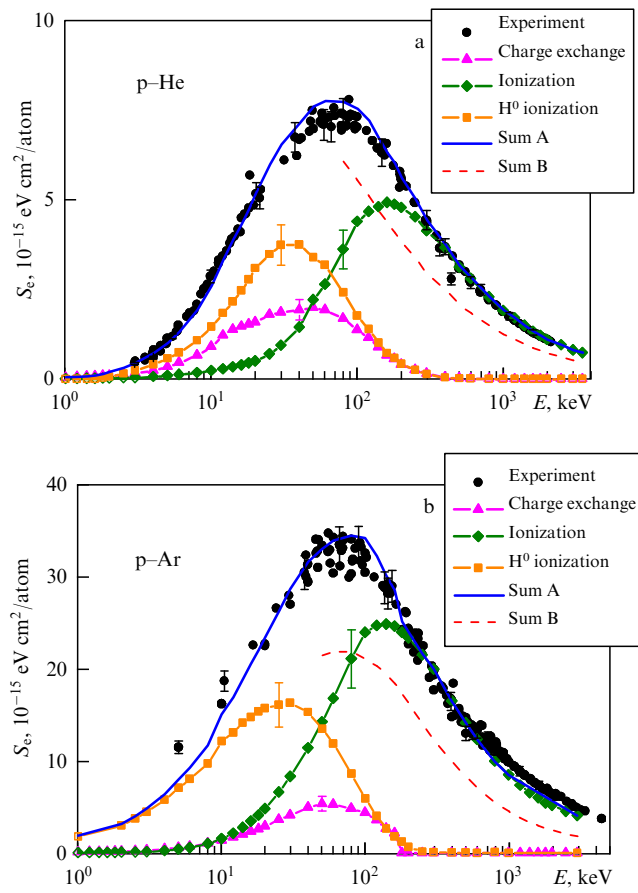 10
a
Experiment
Charge exchange
Ionization
H⁰ ionization
Sum A
Sum B
p–He
5
Sₑ, 10⁻¹⁵ eV cm²/atom
0
10⁰
10¹
10²
10³
E, keV
40
b
Experiment
Charge exchange
Ionization
H⁰ ionization
Sum A
Sum B
p–Ar
30
20
Sₑ, 10⁻¹⁵ eV cm²/atom
10
0
1
10¹
10²
10³
E, keV